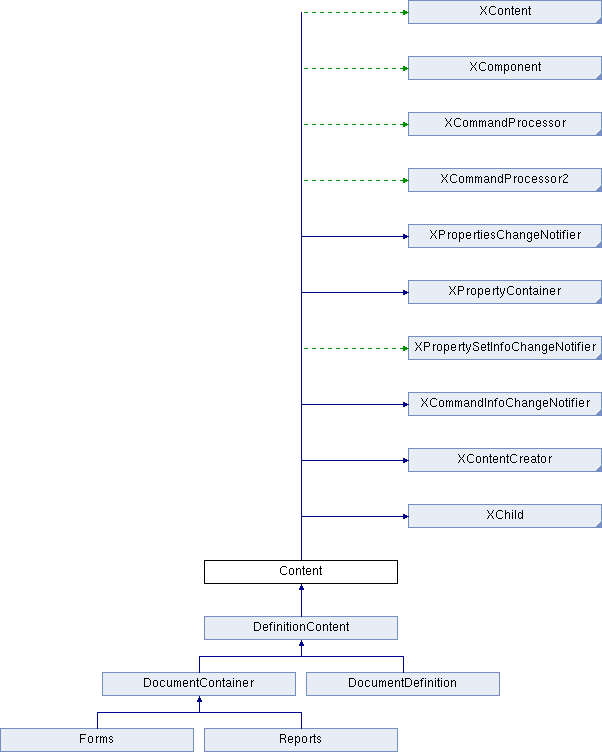 XContent
XComponent
XCommandProcessor
XCommandProcessor2
XPropertiesChangeNotifier
XPropertyContainer
XPropertySetInfoChangeNotifier
XCommandInfoChangeNotifier
XContentCreator
XChild
Content
DefinitionContent
DocumentContainer
DocumentDefinition
Forms
Reports